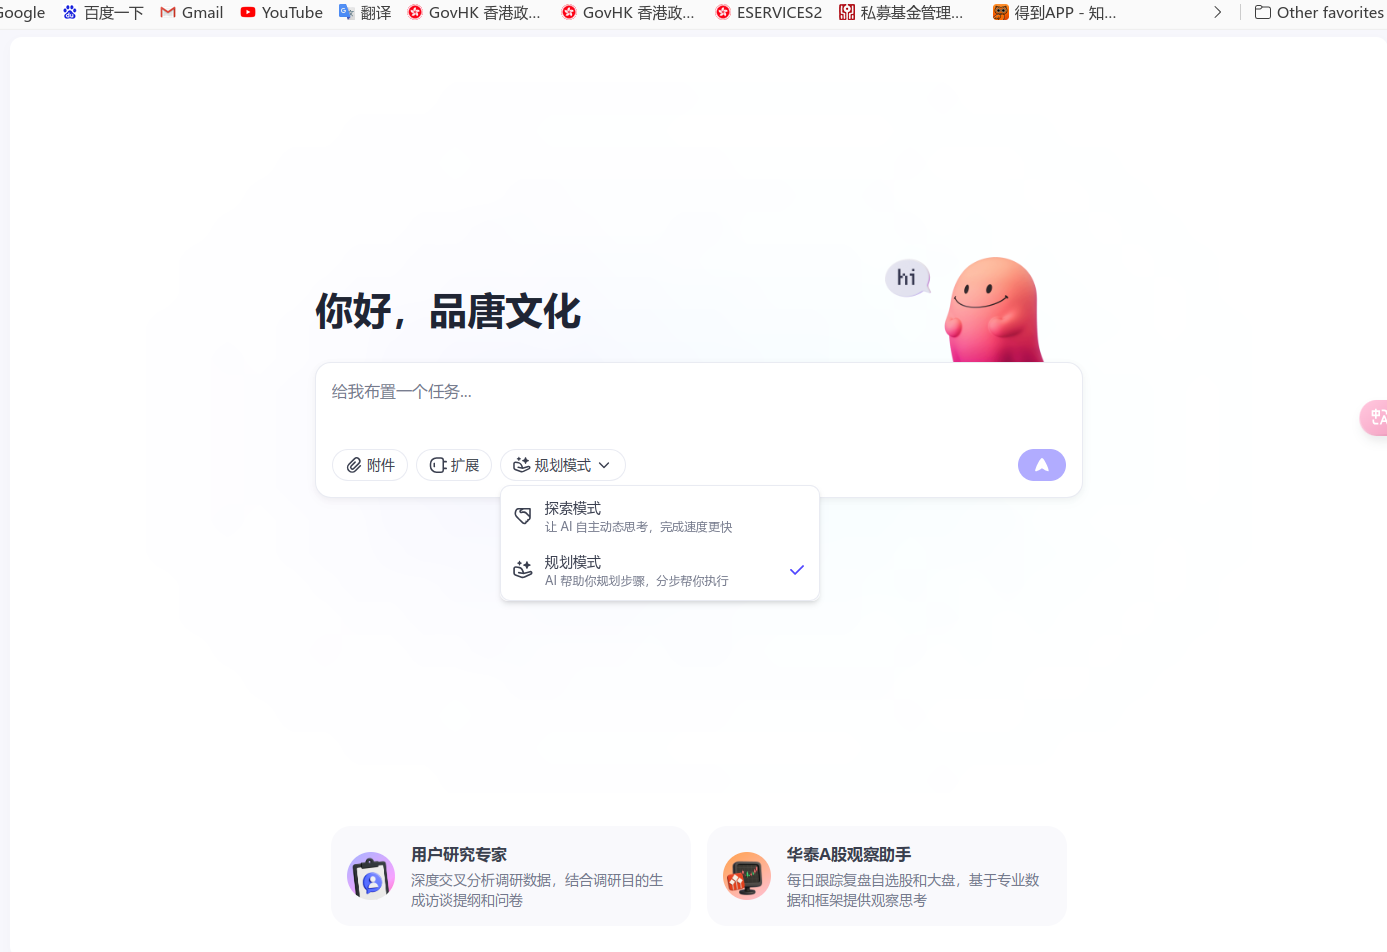 Google 百度一下 Gmail YouTube 翻译 GovHK 香港政... GovHK 香港政... ESERVICES2 私募基金管理... 得到APP - 知... Other favorites
hi
你好，品唐文化
给我布置一个任务...
附件 扩展 规划模式
探索模式
让 AI 自主动态思考，完成速度更快
规划模式
AI 帮助你规划步骤，分步帮你执行
用户研究专家
深度交叉分析调研数据，结合调研目的生
成访谈提纲和问卷
华泰A股观察助手
每日跟踪复盘自选股和大盘，基于专业数
据和框架提供观察思考